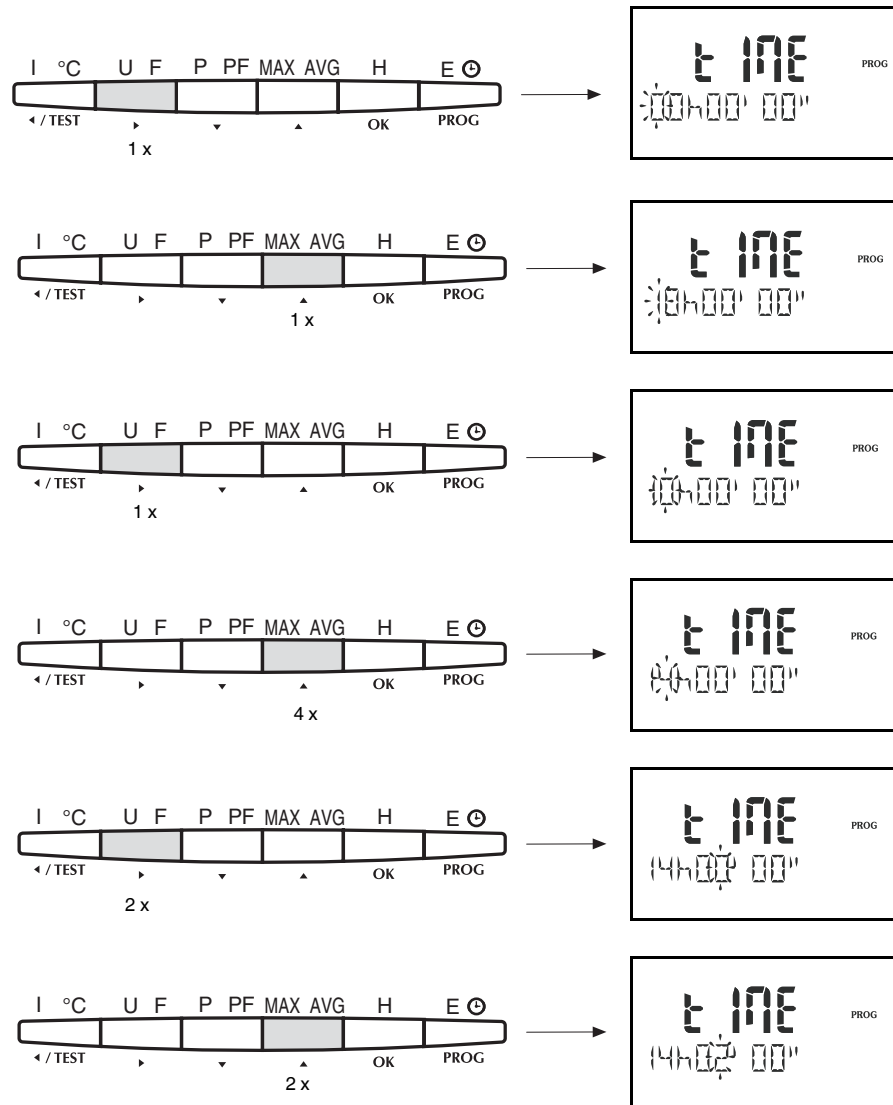 I °C U F P PF MAX AVG H E
◂ / TEST ▸ ▾ ▴ OK PROG
1 x
t IME PROG
00h00' 00"
I °C U F P PF MAX AVG H E
◂ / TEST ▸ ▾ ▴ OK PROG
1 x
t IME PROG
10h00' 00"
I °C U F P PF MAX AVG H E
◂ / TEST ▸ ▾ ▴ OK PROG
1 x
t IME PROG
10h00' 00"
I °C U F P PF MAX AVG H E
◂ / TEST ▸ ▾ ▴ OK PROG
4 x
t IME PROG
14h00' 00"
I °C U F P PF MAX AVG H E
◂ / TEST ▸ ▾ ▴ OK PROG
2 x
t IME PROG
14h00' 00"
I °C U F P PF MAX AVG H E
◂ / TEST ▸ ▾ ▴ OK PROG
2 x
t IME PROG
14h02' 00"